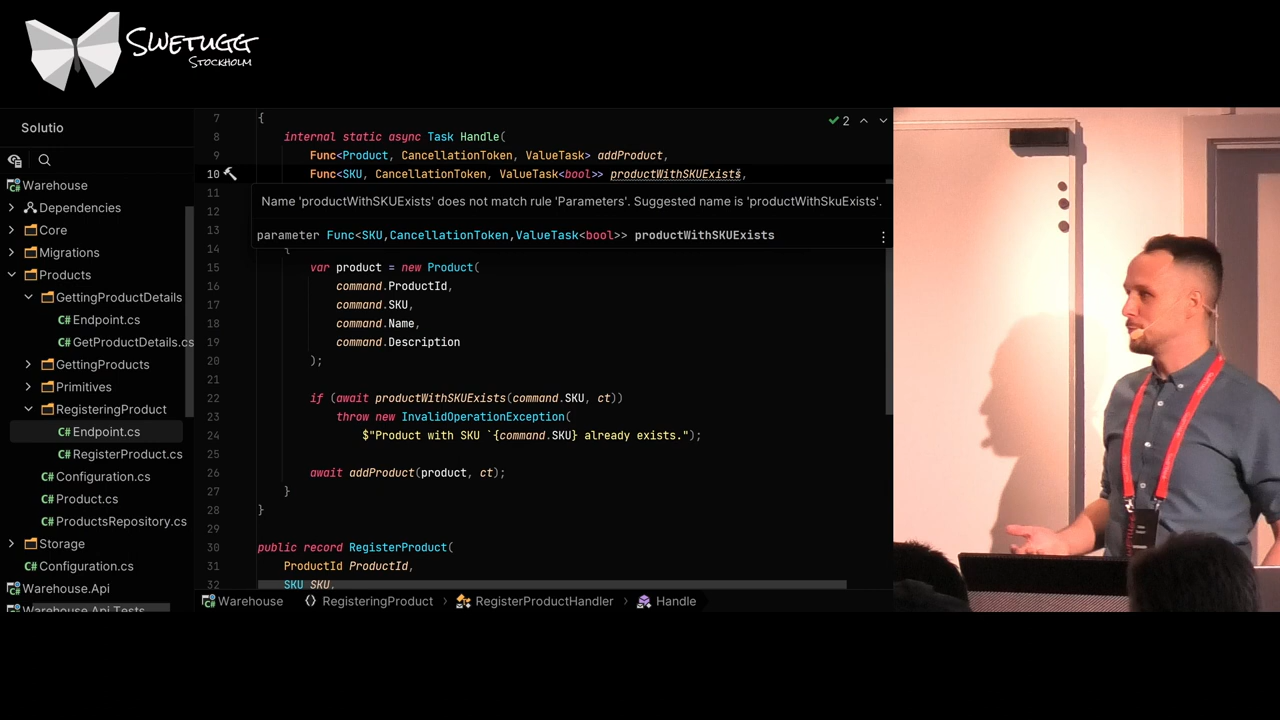 SWETUGG
STOCKHOLM
Solutio
Warehouse
Dependencies
Core
Migrations
Products
GettingProductDetails
C# Endpoint.cs
C# GetProductDetails.cs
GettingProducts
Primitives
RegisteringProduct
C# Endpoint.cs
C# RegisterProduct.cs
C# Configuration.cs
C# Product.cs
C# ProductsRepository.cs
Storage
C# Configuration.cs
Warehouse.Api
Warehouse.Api.Tests
2
7 {
8 internal static async Task Handle(
9 Func<Product, CancellationToken, ValueTask> addProduct,
10 Func<SKU, CancellationToken, ValueTask<bool>> productWithSKUExists,
11 Name 'productWithSKUExists' does not match rule 'Parameters'. Suggested name is 'productWithSkuExists'.
12
13 parameter Func<SKU,CancellationToken,ValueTask<bool>> productWithSKUExists
14 {
15 var product = new Product(
16 command.ProductId,
17 command.SKU,
18 command.Name,
19 command.Description
20 );
21
22 if (await productWithSKUExists(command.SKU, ct))
23 throw new InvalidOperationException(
24 $"Product with SKU `{command.SKU} already exists.");
25
26 await addProduct(product, ct);
27 }
28 }
29
30 public record RegisterProduct(
31 ProductId ProductId,
32 SKU SKU,
Warehouse RegisteringProduct RegisterProductHandler Handle